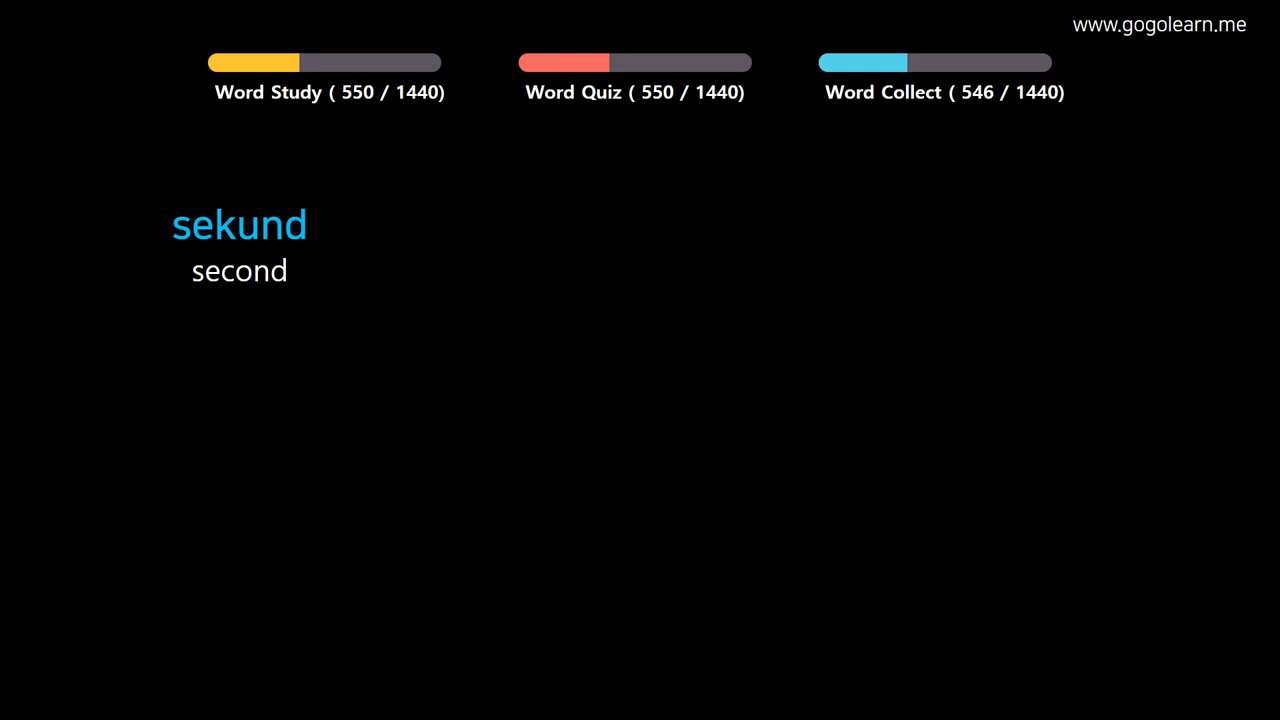 www.gogolearn.me
Word Study ( 550 / 1440)
Word Quiz ( 550 / 1440)
Word Collect ( 546 / 1440)
sekund
second